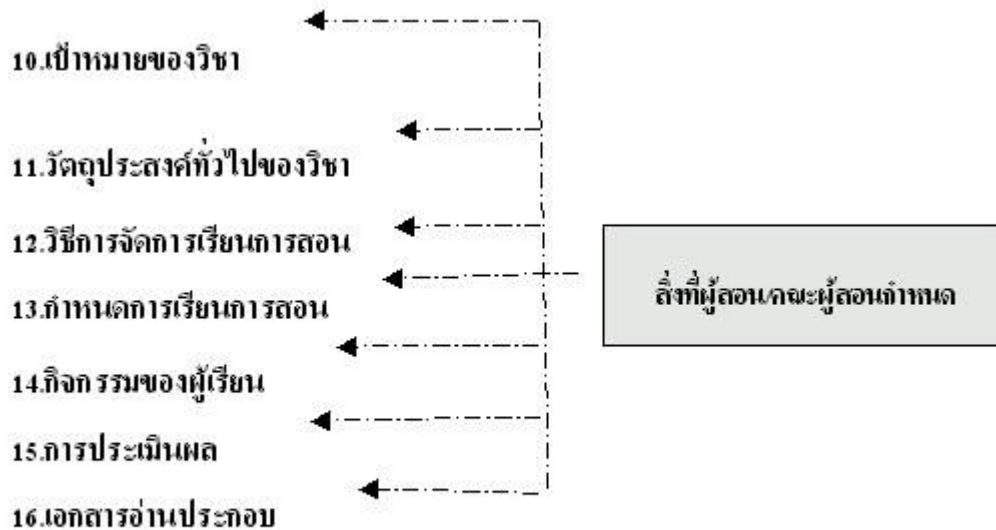 10.เป้าหมายของวิชา
11.วัตถุประสงค์ทั่วไปของวิชา
12.วิธีการจัดการเรียนการสอน
สิ่งที่ผู้สอน/คณะผู้สอนกำหนด
13.กำหนดการเรียนการสอน
14.กิจกรรมของผู้เรียน
15.การประเมินผล
16.เอกสารอ่านประกอบ